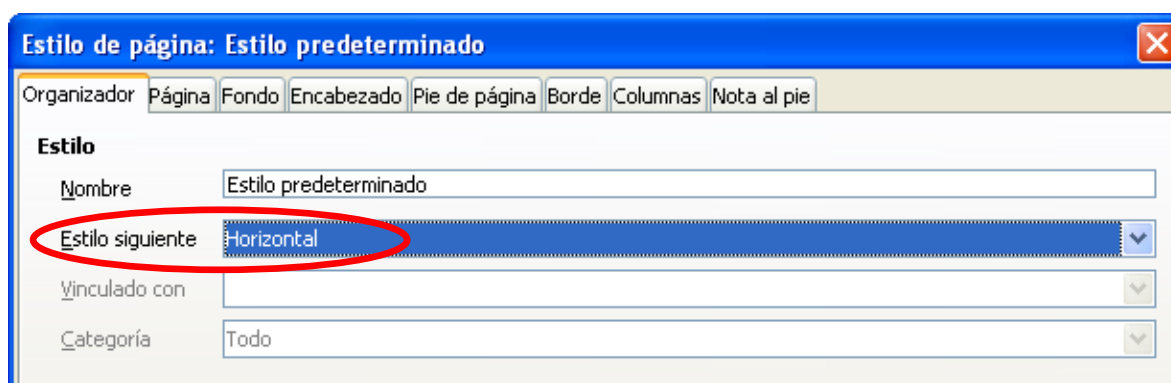 Estilo de página: Estilo predeterminado
Organizador Página Fondo Encabezado Pie de página Borde Columnas Nota al pie
Estilo
Nombre Estilo predeterminado
Estilo siguiente Horizontal
Vinculado con
Categoría Todo